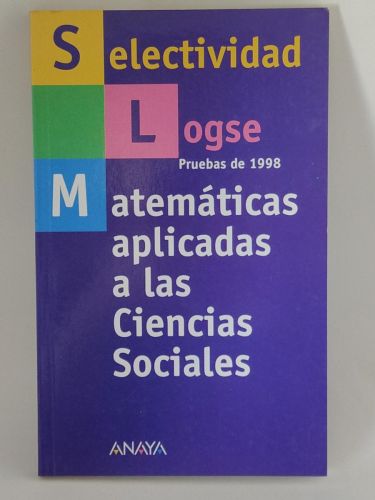 Selectividad
Logse
Pruebas de 1998
Matemáticas
aplicadas
a las
Ciencias
Sociales
ANAYA